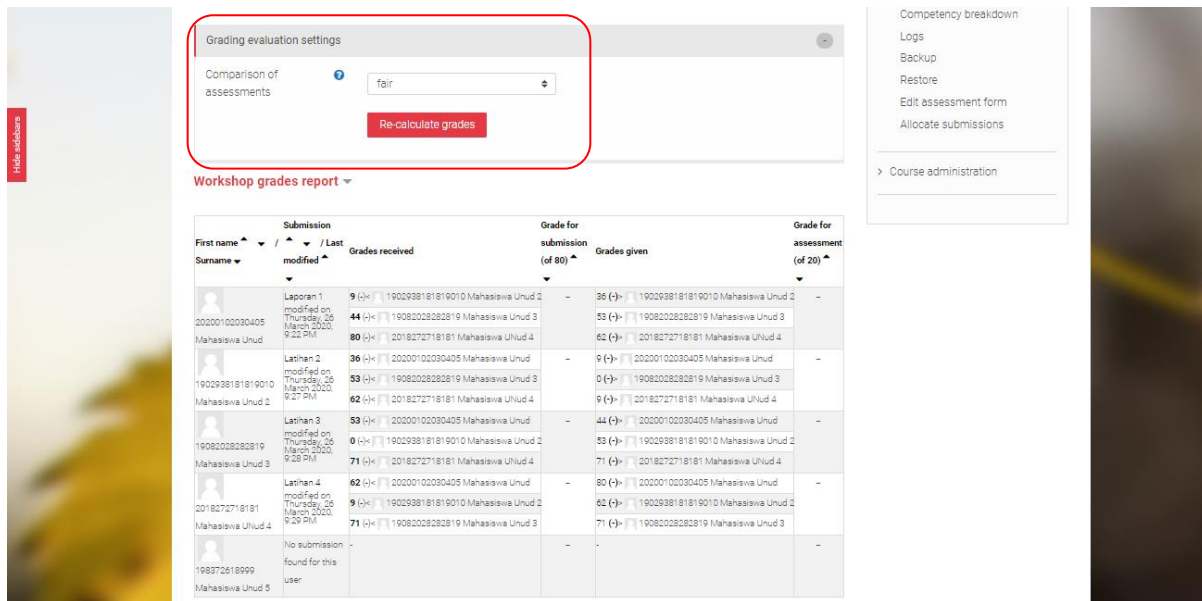 Grading evaluation settings
-
Comparison of
assessments
?
fair
Re-calculate grades
Hide sidebars
Competency breakdown
Logs
Backup
Restore
Edit assessment form
Allocate submissions
> Course administration
Workshop grades report
First name / Surname
Submission / Last modified
Grades received
Grade for submission (of 80)
Grades given
Grade for assessment (of 20)
20200102030405
Mahasiswa Unud
Laporan 1
modified on
Thursday, 26
March 2020,
9:22 PM
9 (-)< 1902938181819010 Mahasiswa Unud 2
44 (-)< 19082028282819 Mahasiswa Unud 3
80 (-)< 2018272718181 Mahasiswa UNud 4
-
36 (-)> 1902938181819010 Mahasiswa Unud 2
53 (-)> 19082028282819 Mahasiswa Unud 3
62 (-)> 2018272718181 Mahasiswa UNud 4
-
1902938181819010
Mahasiswa Unud 2
Latihan 2
modified on
Thursday, 26
March 2020,
9:27 PM
36 (-)< 20200102030405 Mahasiswa Unud
53 (-)< 19082028282819 Mahasiswa Unud 3
62 (-)< 2018272718181 Mahasiswa UNud 4
-
9 (-)> 20200102030405 Mahasiswa Unud
0 (-)> 19082028282819 Mahasiswa Unud 3
9 (-)> 2018272718181 Mahasiswa UNud 4
-
19082028282819
Mahasiswa Unud 3
Latihan 3
modified on
Thursday, 26
March 2020,
9:28 PM
53 (-)< 20200102030405 Mahasiswa Unud
0 (-)< 1902938181819010 Mahasiswa Unud 2
71 (-)< 2018272718181 Mahasiswa UNud 4
-
44 (-)> 20200102030405 Mahasiswa Unud
53 (-)> 1902938181819010 Mahasiswa Unud 2
71 (-)> 2018272718181 Mahasiswa UNud 4
-
2018272718181
Mahasiswa UNud 4
Latihan 4
modified on
Thursday, 26
March 2020,
9:29 PM
62 (-)< 20200102030405 Mahasiswa Unud
9 (-)< 1902938181819010 Mahasiswa Unud 2
71 (-)< 19082028282819 Mahasiswa Unud 3
-
80 (-)> 20200102030405 Mahasiswa Unud
62 (-)> 1902938181819010 Mahasiswa Unud 2
71 (-)> 19082028282819 Mahasiswa Unud 3
-
198372618999
Mahasiswa Unud 5
No submission
found for this
user
-
-
-
-